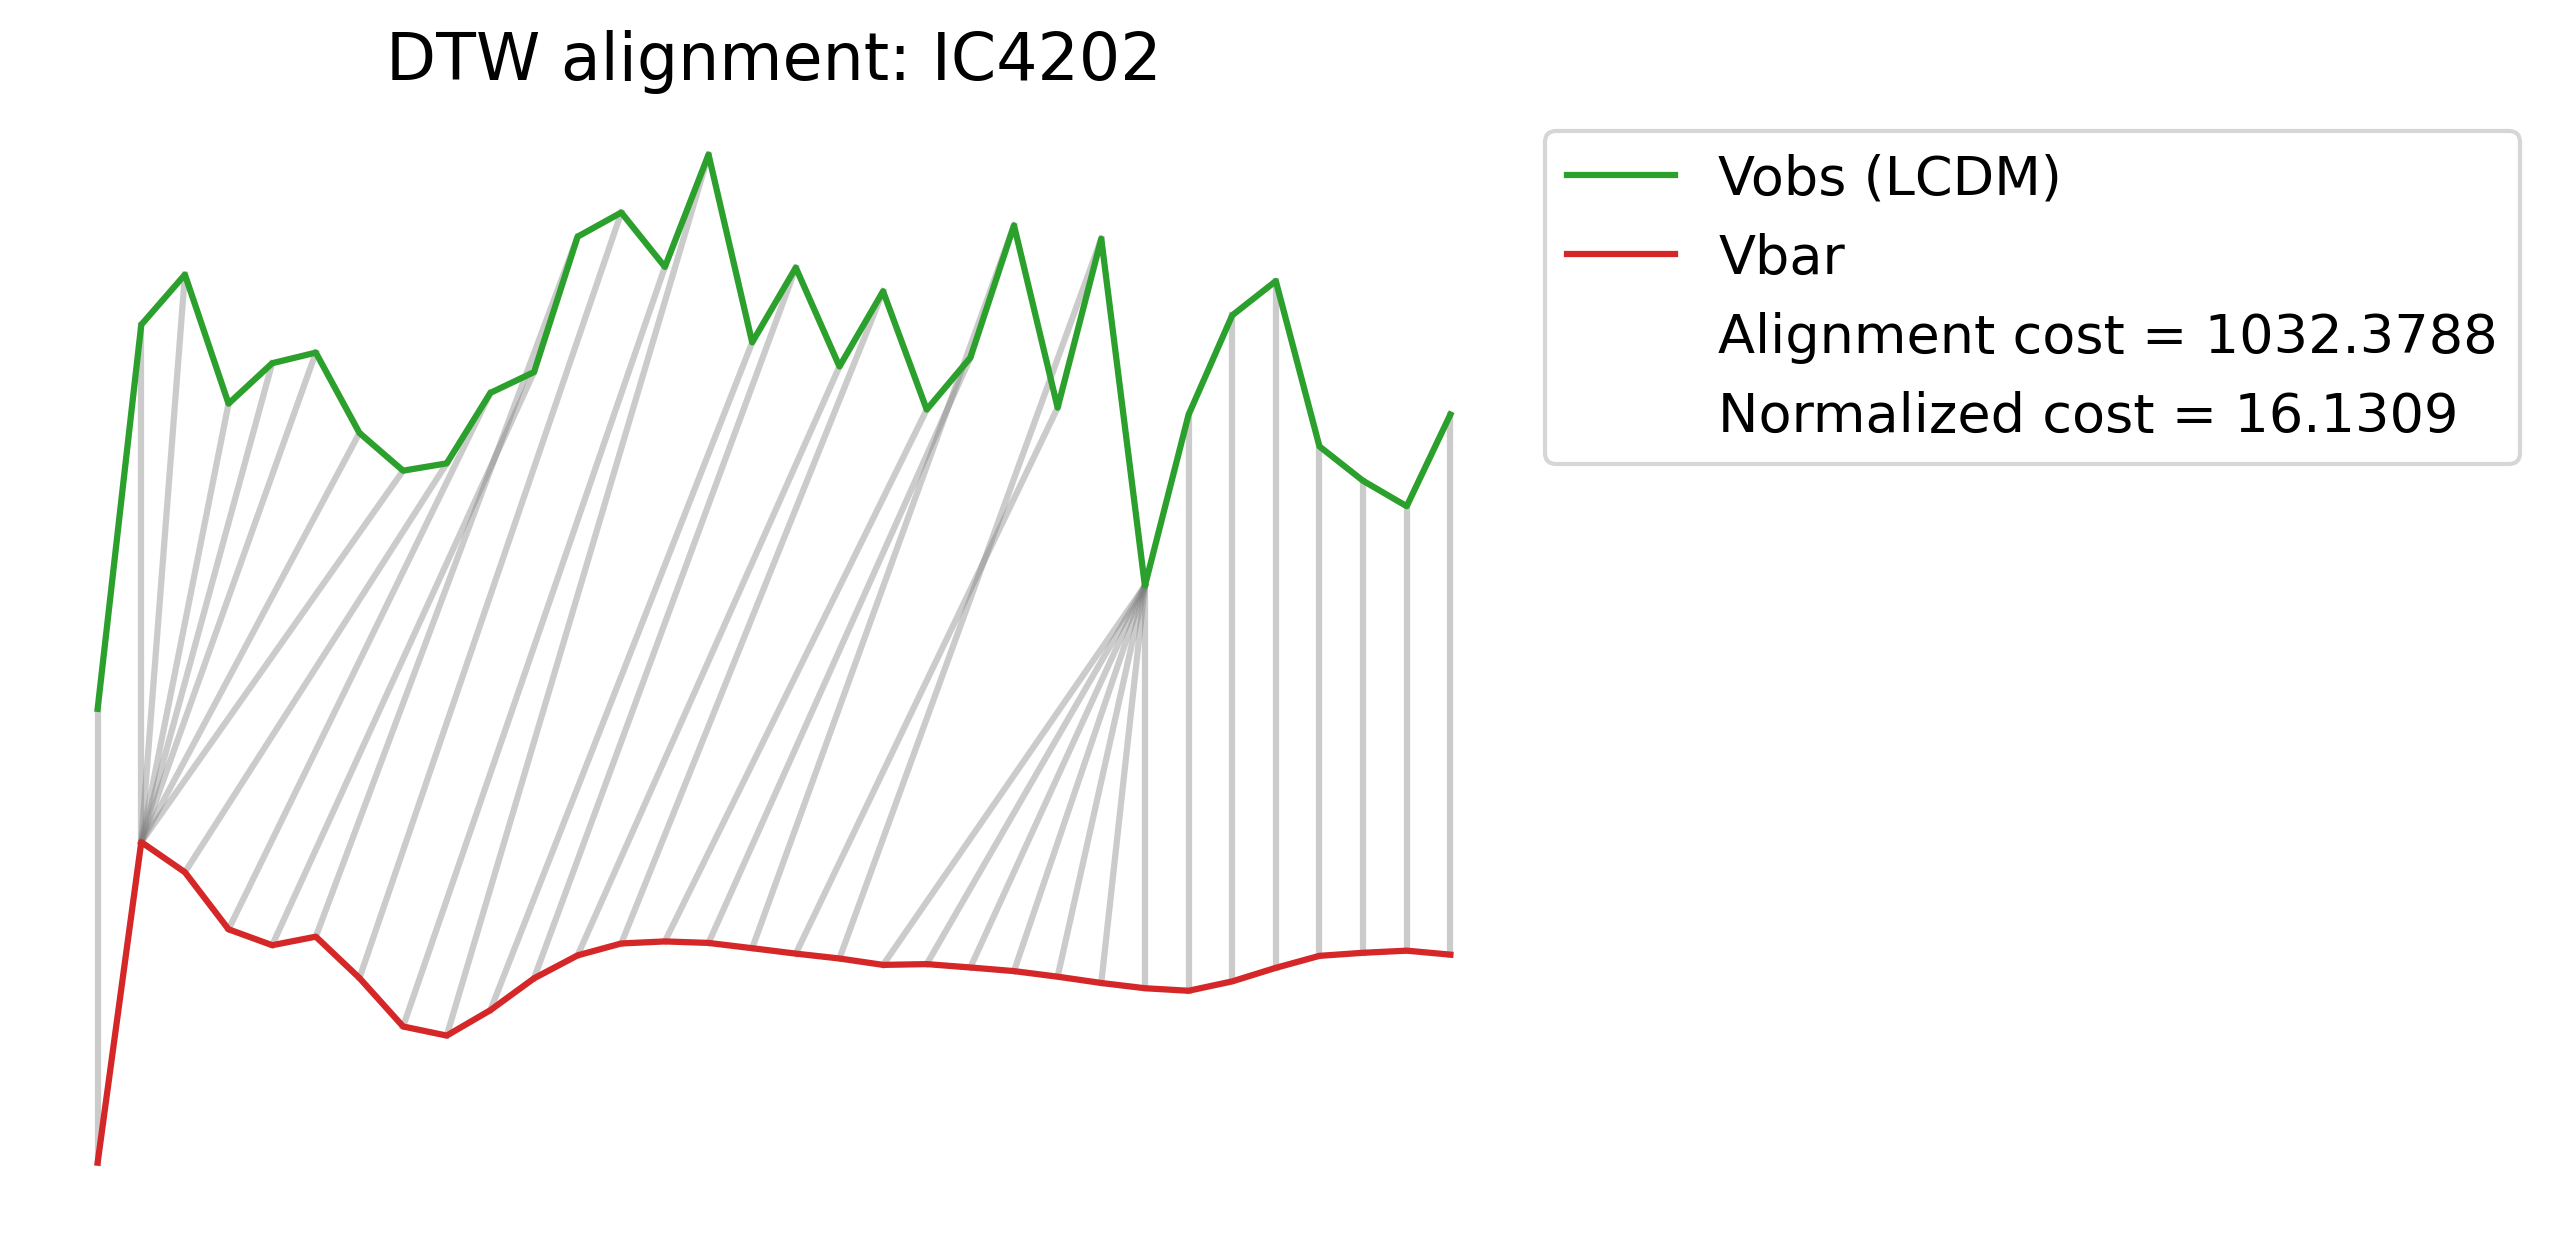 DTW alignment: IC4202
Vobs (LCDM)
Vbar
Alignment cost = 1032.3788
Normalized cost = 16.1309